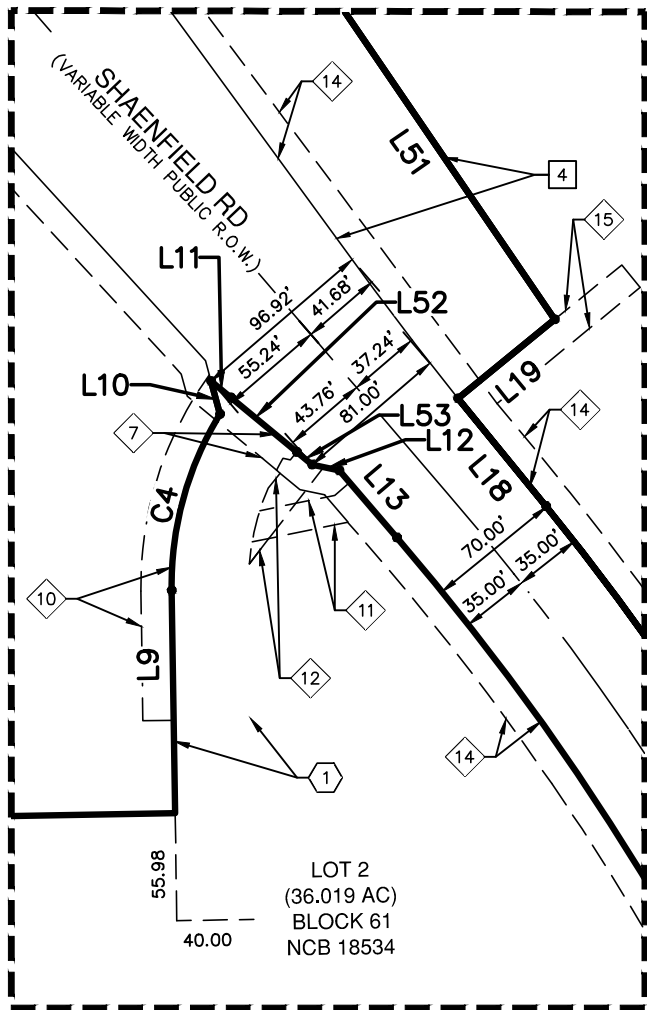 14
SHAENFIELD RD
(VARIABLE WIDTH PUBLIC R.O.W.)
L51
4
15
L11
96.92'
41.68'
55.24'
L52
37.24'
43.76'
81.00'
L10
L19
14
7
L53
L12
L13
L18
C4
70.00'
35.00'
35.00'
10
11
L9
12
14
1
55.98
40.00
LOT 2
(36.019 AC)
BLOCK 61
NCB 18534